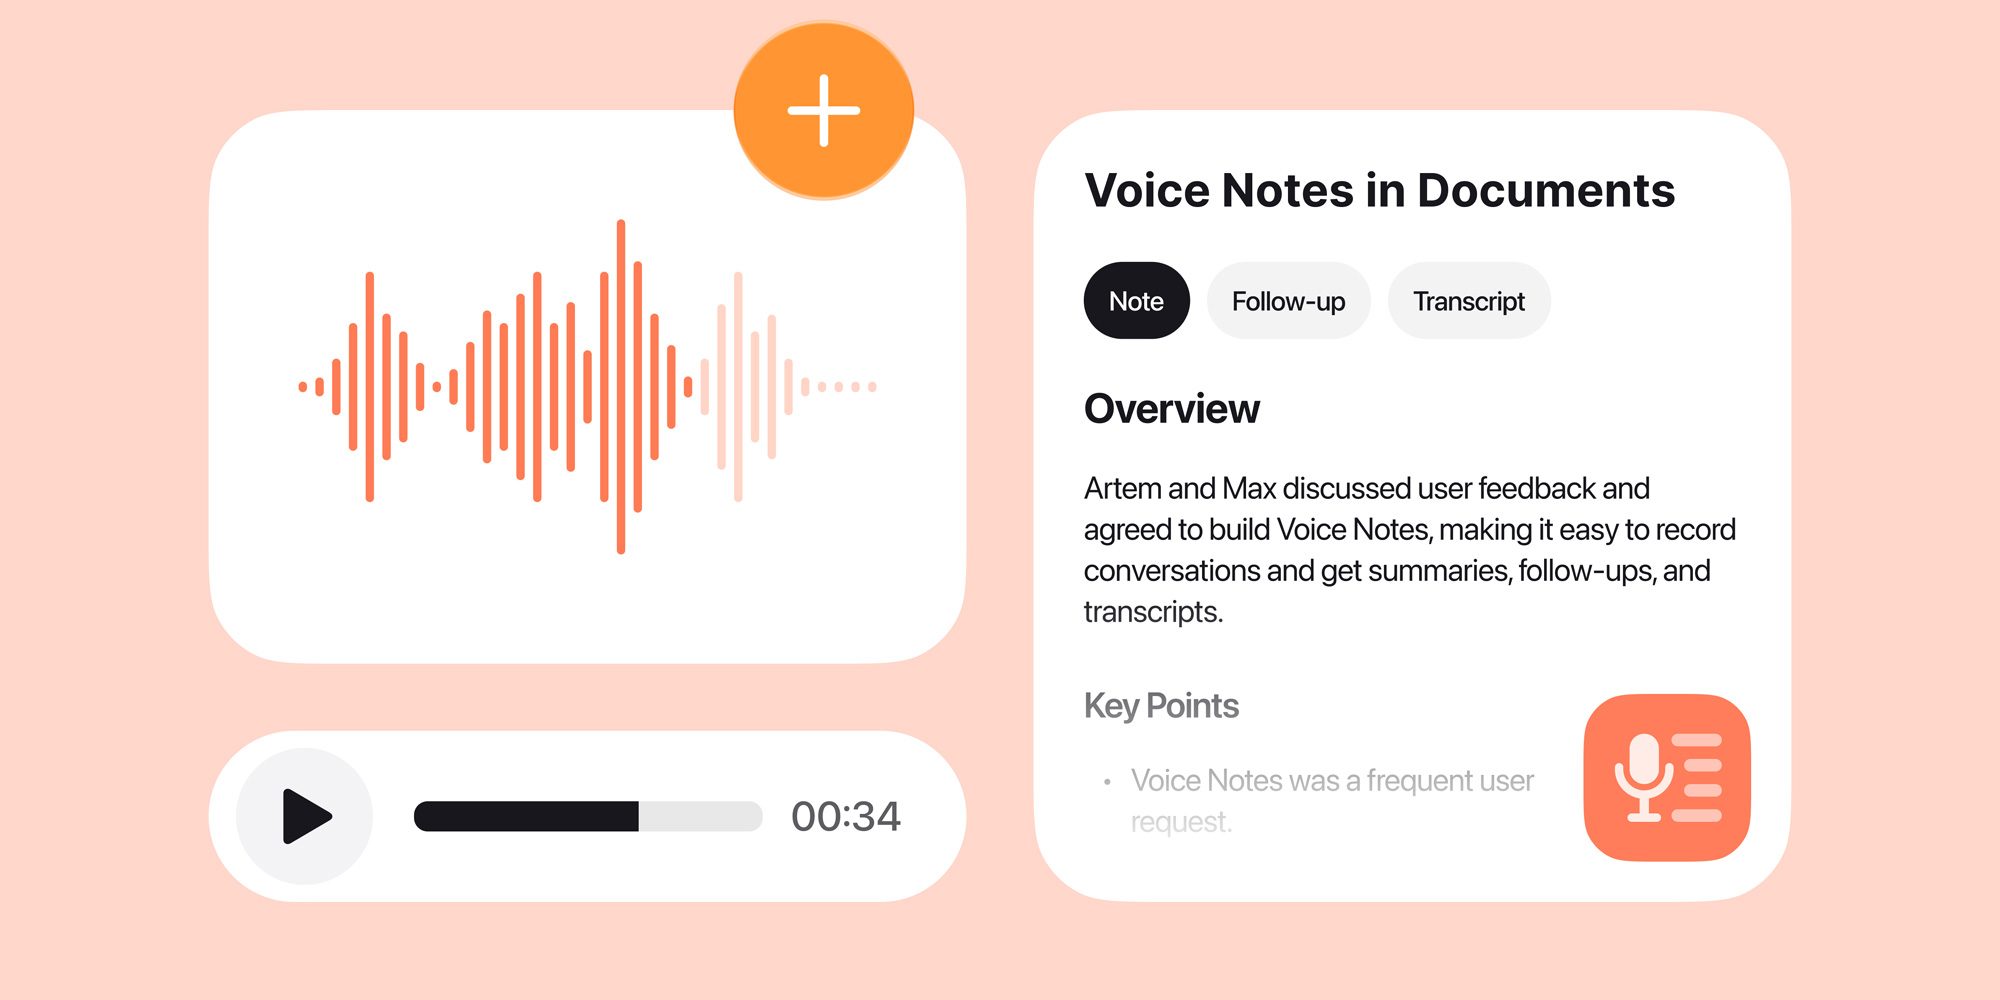 Voice Notes in Documents
Note
Follow-up
Transcript
Overview
Artem and Max discussed user feedback and
agreed to build Voice Notes, making it easy to record
conversations and get summaries, follow-ups, and
transcripts.
Key Points
• Voice Notes was a frequent user
request.
00:34